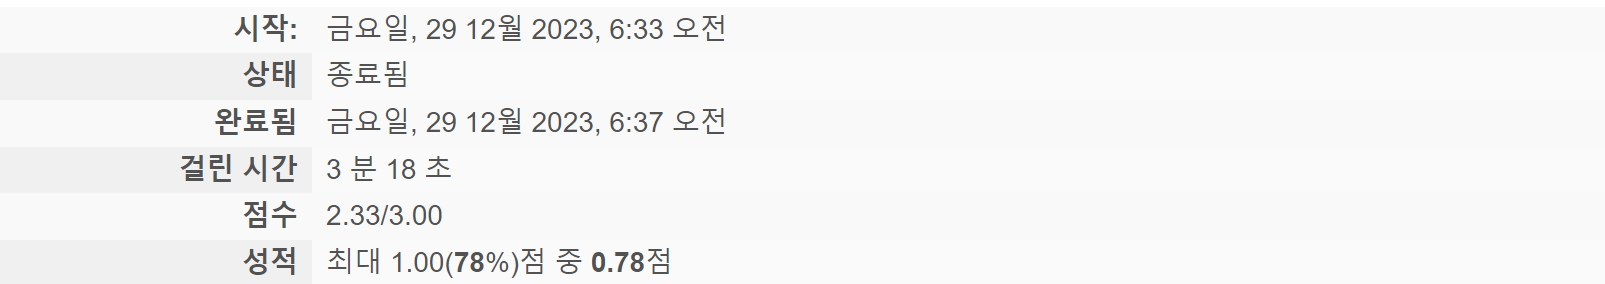 시작: 금요일, 29 12월 2023, 6:33 오전
상태 종료됨
완료됨 금요일, 29 12월 2023, 6:37 오전
걸린 시간 3 분 18 초
점수 2.33/3.00
성적 최대 1.00(78%)점 중 0.78점